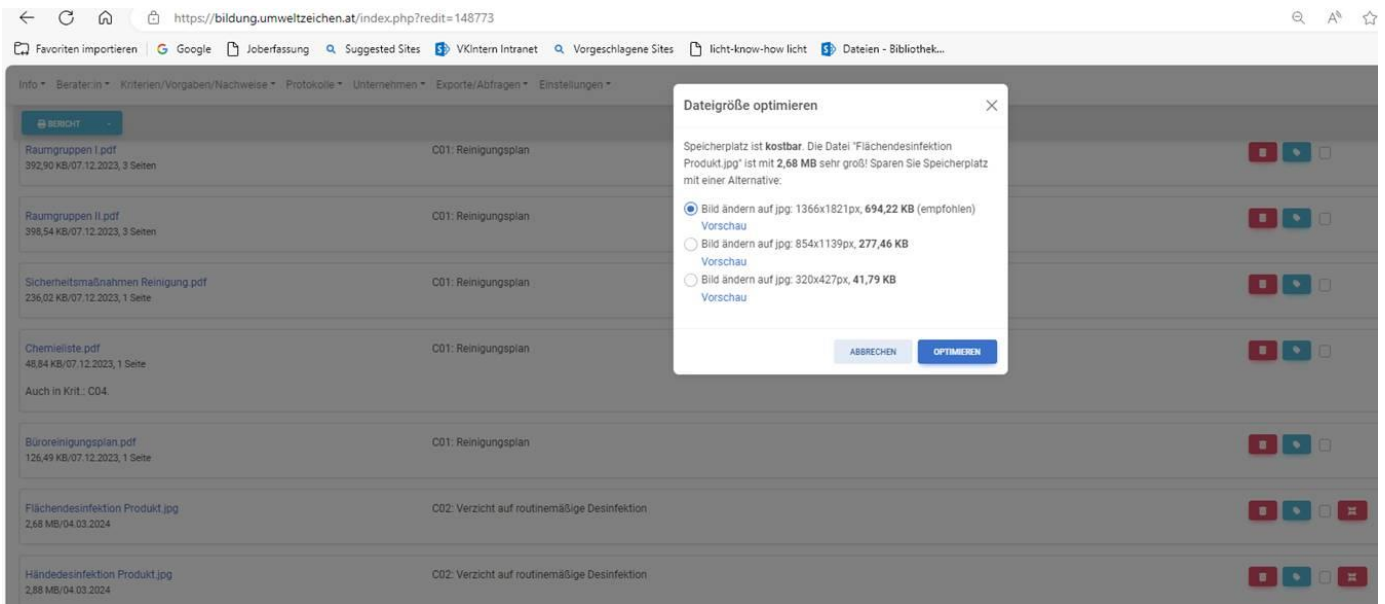 https://bildung.umweltzeichen.at/index.php?redit=148773
Favoriten importieren Google Joberfassung Suggested Sites VKIntern Intranet Vorgeschlagene Sites licht-know-how licht Dateien - Bibliothek...
Info Berater:in Kriterien/Vorgaben/Nachweise Protokolle Unternehmen Exporte/Abfragen Einstellungen
BERICHT
Raumgruppen I.pdf C01: Reinigungsplan
392,90 KB/07.12.2023, 3 Seiten
Raumgruppen II.pdf C01: Reinigungsplan
398,54 KB/07.12.2023, 3 Seiten
Sicherheitsmaßnahmen Reinigung.pdf C01: Reinigungsplan
236,02 KB/07.12.2023, 1 Seite
Chemieliste.pdf C01: Reinigungsplan
48,84 KB/07.12.2023, 1 Seite
Auch in Krit.: C04.
Büroreinigungsplan.pdf C01: Reinigungsplan
126,49 KB/07.12.2023, 1 Seite
Flächendesinfektion Produkt.jpg C02: Verzicht auf routinemäßige Desinfektion
2,68 MB/04.03.2024
Händedesinfektion Produkt.jpg C02: Verzicht auf routinemäßige Desinfektion
2,88 MB/04.03.2024
Dateigröße optimieren
Speicherplatz ist kostbar. Die Datei "Flächendesinfektion
Produkt.jpg" ist mit 2,68 MB sehr groß! Sparen Sie Speicherplatz
mit einer Alternative:
Bild ändern auf jpg: 1366x1821px, 694,22 KB (empfohlen)
Vorschau
Bild ändern auf jpg: 854x1139px, 277,46 KB
Vorschau
Bild ändern auf jpg: 320x427px, 41,79 KB
Vorschau
ABBRECHEN OPTIMIEREN